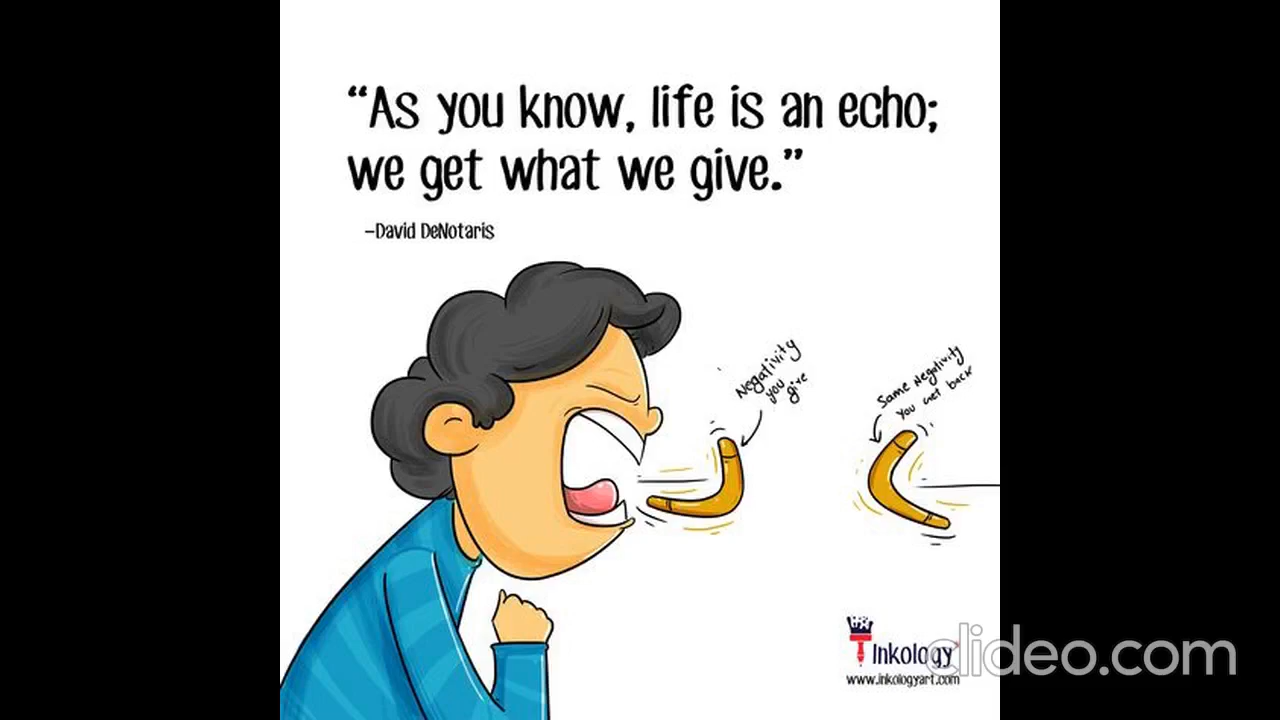 “As you know, life is an echo;
we get what we give.”
–David DeNotaris
Negativity
you
give
Same Negativity
You Get back
Inkology
clideo.com
www.inkologyart.com